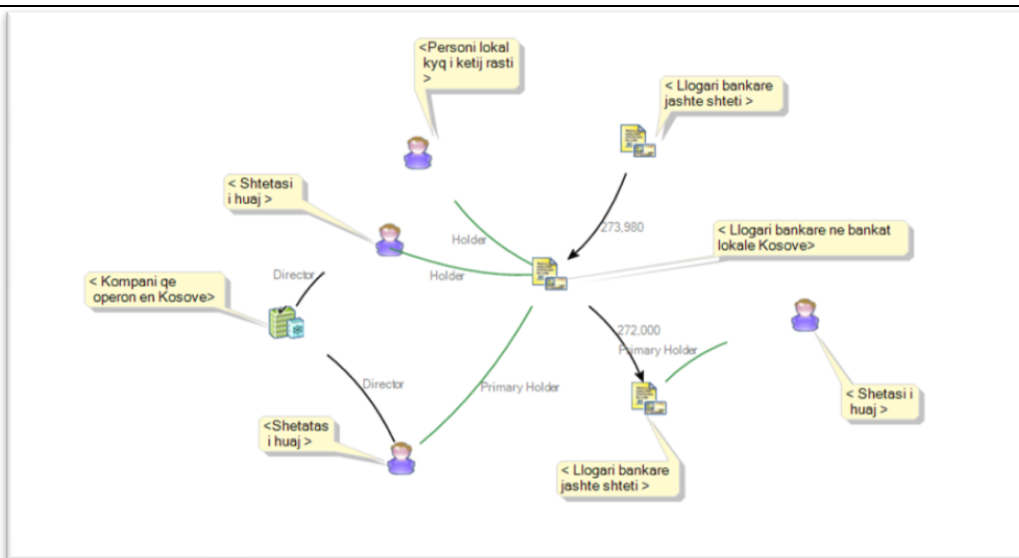 <Personi lokal
kyq i ketij rasti
>
< Llogari bankare
jashte shteti >
< Shtetasi
i huaj >
273,980
Holder
< Llogari bankare ne bankat
lokale Kosove>
Holder
Director
< Kompani qe
operon en Kosove>
272,000
Primary Holder
Director
Primary Holder
< Shetasi i
huaj >
<Shetatas
i huaj >
< Llogari bankare
jashte shteti >